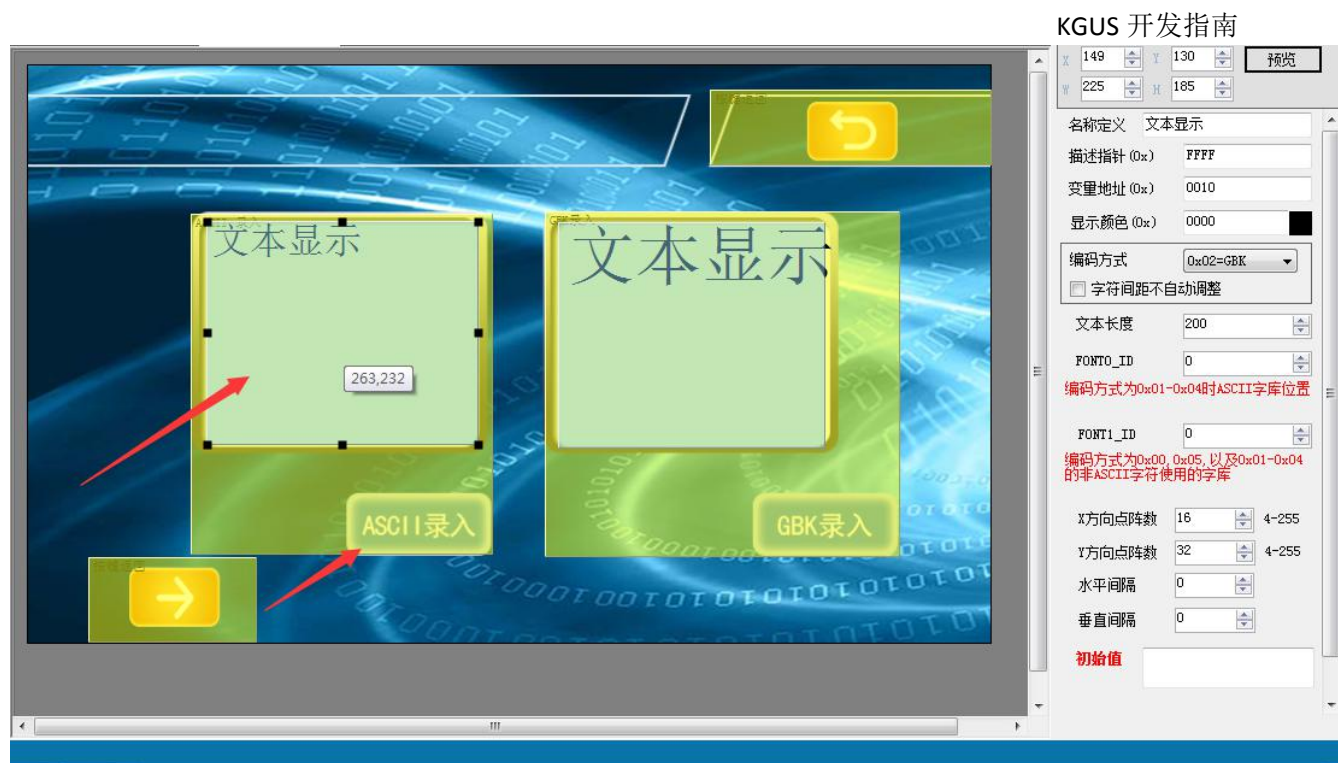 KGUS 开发指南
X 149 Y 130 预览
W 225 H 185
名称定义 文本显示
描述指针(0x) FFFF
变量地址(0x) 0010
显示颜色(0x) 0000
编码方式 0x02=GBK
字符间距不自动调整
文本长度 200
FONT0_ID 0
编码方式为0x01-0x04时ASCII字库位置
FONT1_ID 0
编码方式为0x00,0x05,以及0x01-0x04
的非ASCII字符使用的字库
X方向点阵数 16 4-255
Y方向点阵数 32 4-255
水平间隔 0
垂直间隔 0
初始值
文本显示
263,232
ASCII录入
GBK录入
文本显示
GBK录入